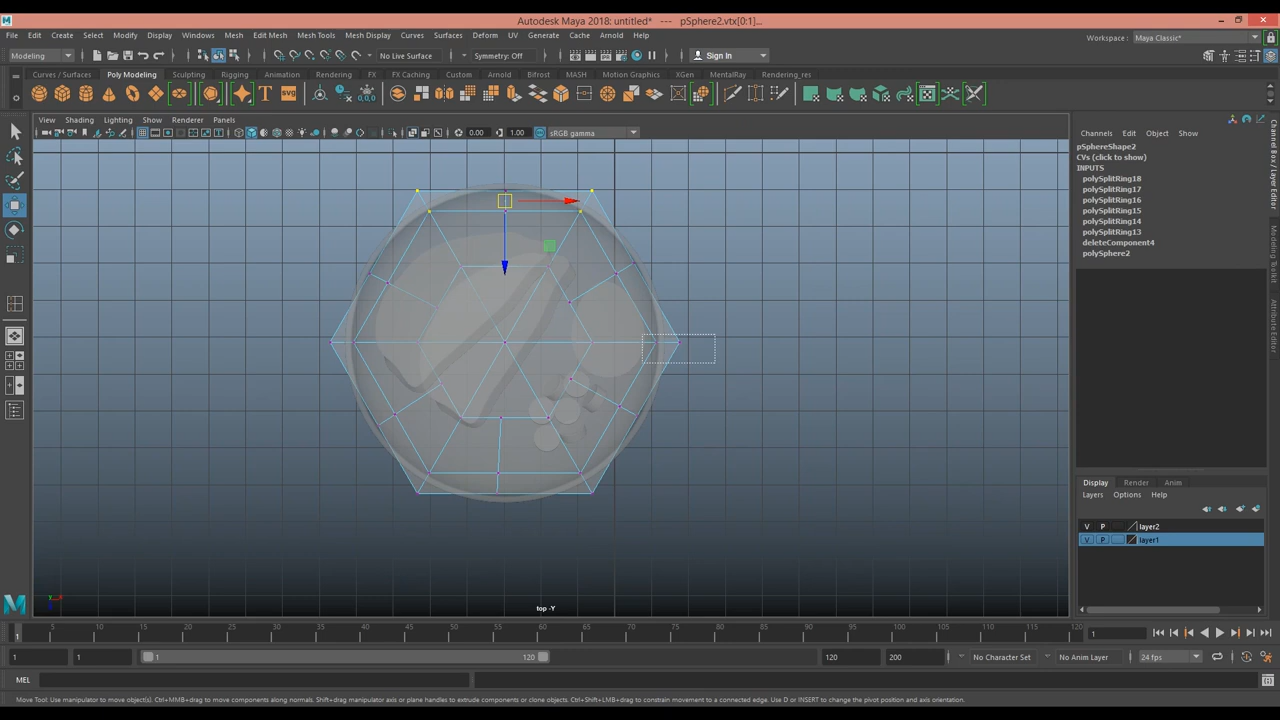 Autodesk Maya 2018: untitled* --- pSphere2.vtx[0:1]...
File Edit Create Select Modify Display Windows Mesh Edit Mesh Mesh Tools Mesh Display Curves Surfaces Deform UV Generate Cache Arnold Help
Workspace : Maya Classic*
Modeling No Live Surface Symmetry: Off Sign In
Curves / Surfaces Poly Modeling Sculpting Rigging Animation Rendering FX FX Caching Custom Arnold Bifrost MASH Motion Graphics XGen MentalRay Rendering_res
View Shading Lighting Show Renderer Panels
0.00 1.00 sRGB gamma
Channels Edit Object Show
pSphereShape2
CVs (click to show)
INPUTS
polySplitRing18
polySplitRing17
polySplitRing16
polySplitRing15
polySplitRing14
polySplitRing13
deleteComponent4
polySphere2
Channel Box / Layer Editor
Modeling Toolkit
Attribute Editor
Display Render Anim
Layers Options Help
V P layer2
V P layer1
top -Y
5 10 15 20 25 30 35 40 45 50 55 60 65 70 75 80 85 90 95 100 105 110 115 120
1 1
1 1 1 120 120 200 No Character Set No Anim Layer 24 fps
MEL
Move Tool: Use manipulator to move object(s). Ctrl+MMB+drag to move components along normals. Shift+drag manipulator axis or plane handles to extrude components or clone objects. Ctrl+Shift+LMB+drag to constrain movement to a connected edge. Use D or INSERT to change the pivot position and axis orientation.